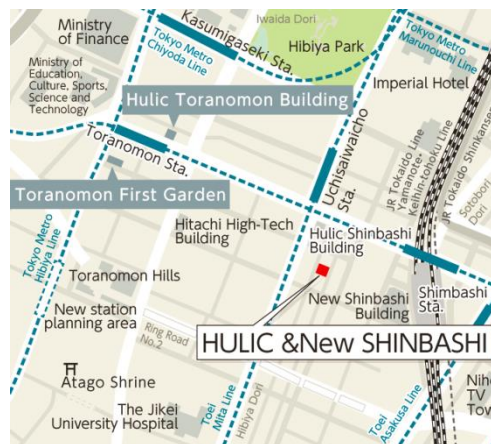 Ministry
of Finance
Tokyo Metro
Chiyoda Line
Kasumigaseki Sta.
Iwaida Dori
Hibiya Park
Tokyo Metro
Marunouchi Line
Ministry of
Education,
Culture, Sports,
Science and
Technology
Imperial Hotel
Hulic Toranomon Building
Toranomon Sta.
Uchisaiwaicho
Sta.
JR Tokaido Line
Yamanote-
Keihin-tohoku Line
JR Tokaido Shinkansen
Sotobori
Dori
Toranomon First Garden
Hitachi High-Tech
Building
Hulic Shinbashi
Building
Tokyo Metro
Hibiya Line
Toranomon Hills
New station
planning area
New Shinbashi
Building
Shimbashi
Sta.
Ring Road
No.2
HULIC &New SHINBASHI
Atago Shrine
The Jikei
University Hospital
Toei
Mita Line
Hibiya Dori
Toei
Asakusa Line
TV